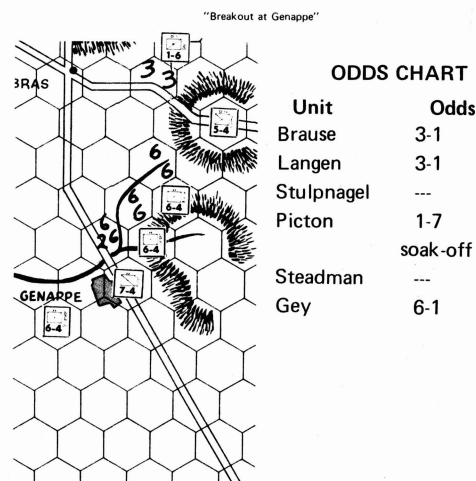 "Breakout at Genappe"
ODDS CHART
Unit Odds
Brause 3-1
Langen 3-1
Stulpnagel ---
Picton 1-7
soak-off
Steadman ---
Gey 6-1
1-6
3
3
BRAS
5-4
6
6
6-4
6
6
6
6
2
6-4
7-4
GENAPPE
6-4